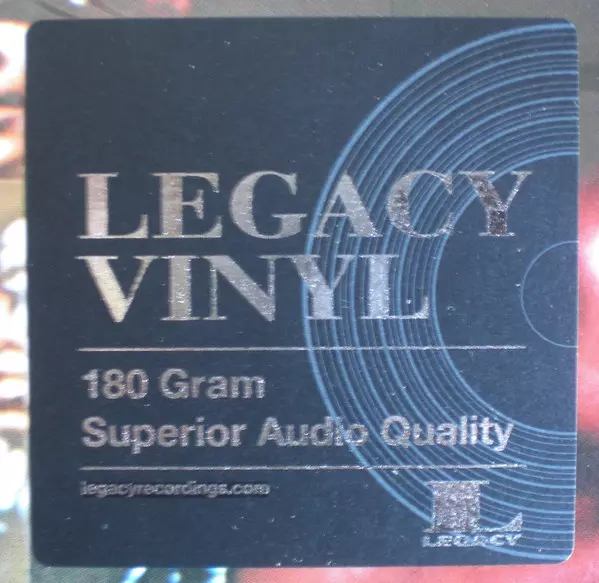 LEGACY
VINYL
180 Gram
Superior Audio Quality
legacyrecordings.com
L
LEGACY